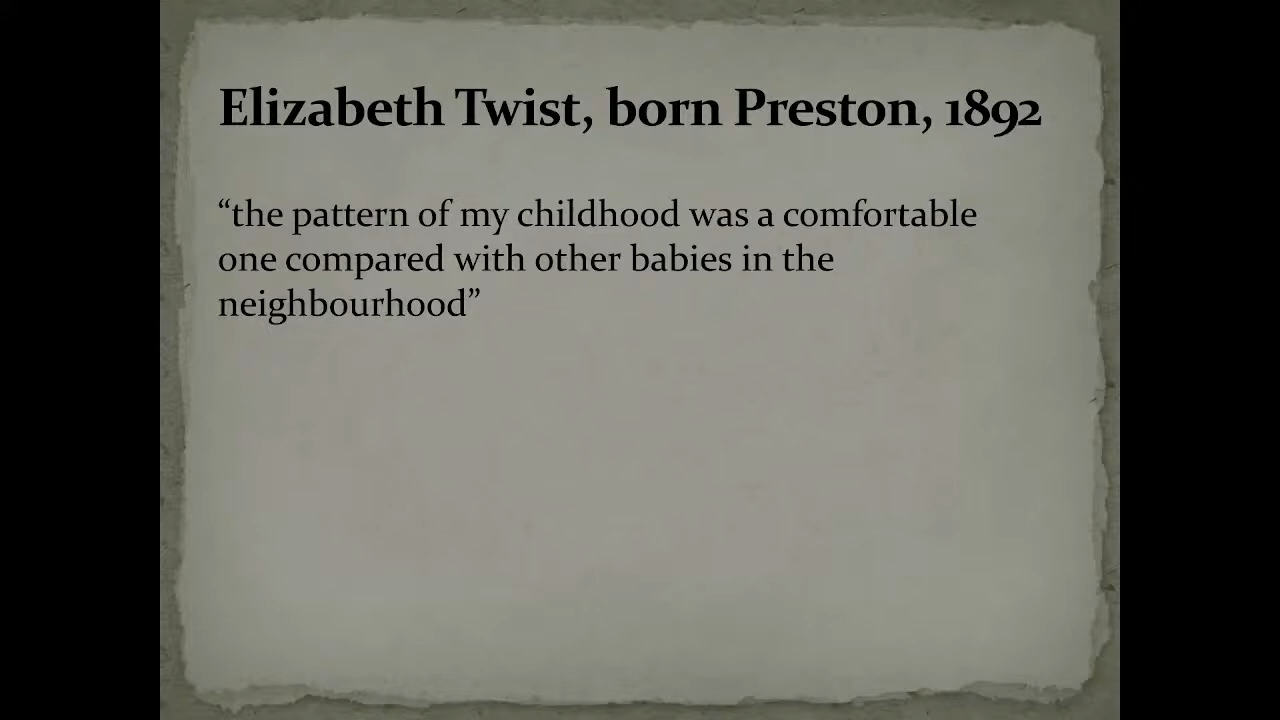 Elizabeth Twist, born Preston, 1892
“the pattern of my childhood was a comfortable
one compared with other babies in the
neighbourhood”